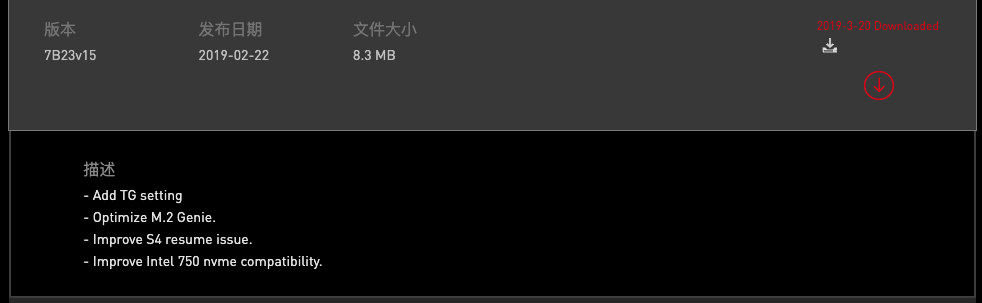 版本 发布日期 文件大小 2019-3-20 Downloaded
7B23v15 2019-02-22 8.3 MB
描述
- Add TG setting
- Optimize M.2 Genie.
- Improve S4 resume issue.
- Improve Intel 750 nvme compatibility.